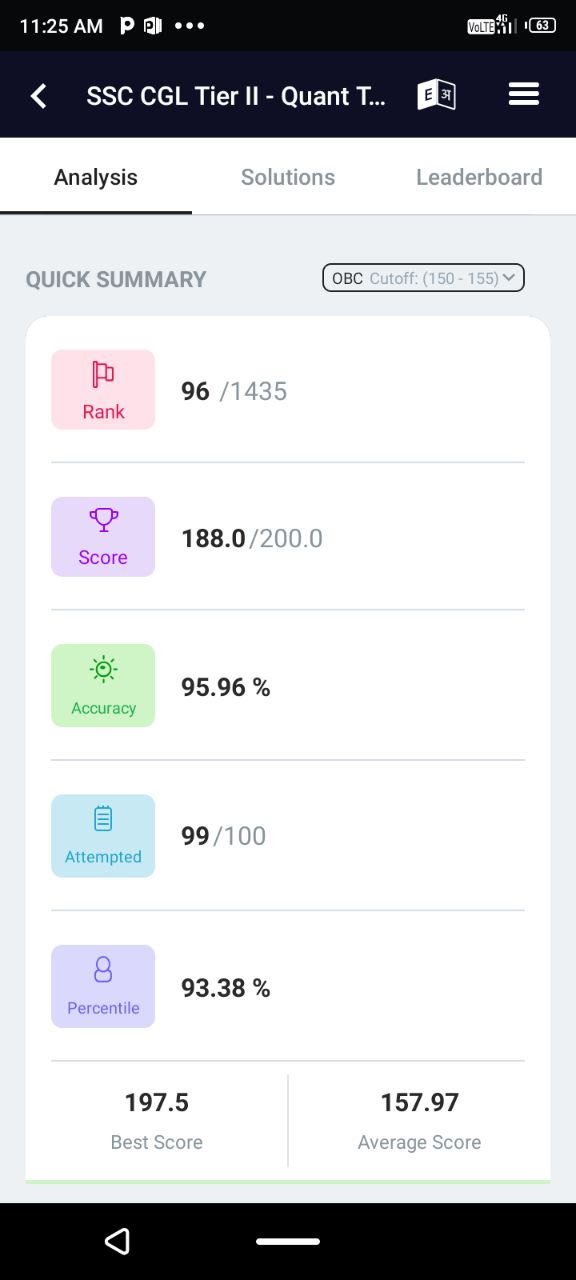 11:25 AM
VoLTE 4G 63
SSC CGL Tier II - Quant T...
E अ
Analysis Solutions Leaderboard
QUICK SUMMARY
OBC Cutoff: (150 - 155)
Rank
96 /1435
Score
188.0/200.0
Accuracy
95.96 %
Attempted
99/100
Percentile
93.38 %
197.5 157.97
Best Score Average Score